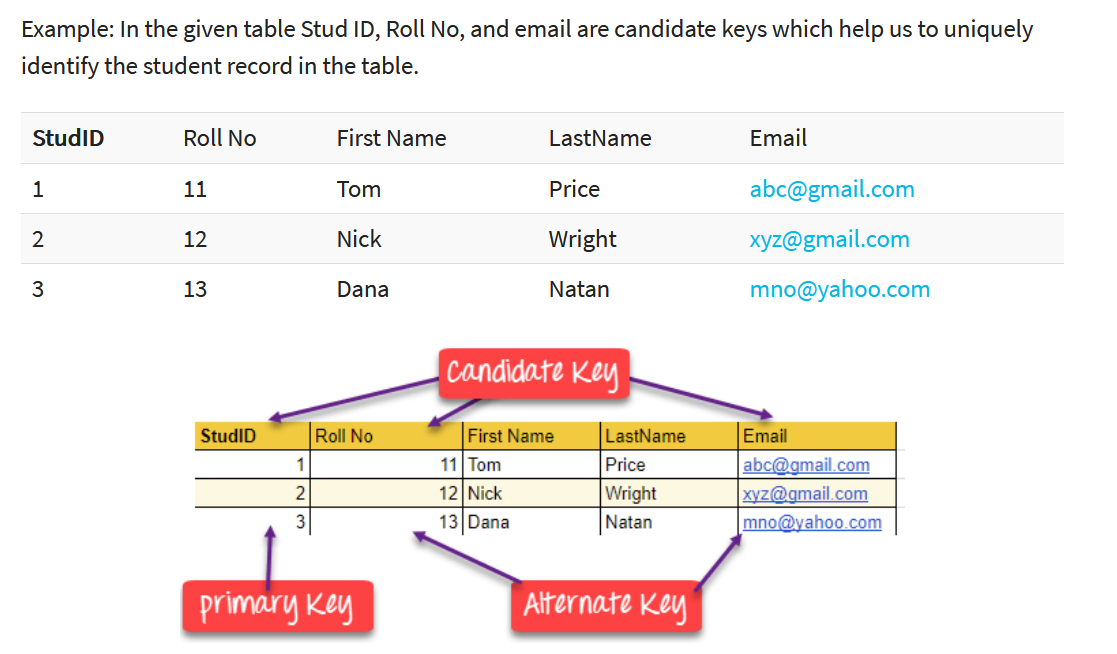 Example: In the given table Stud ID, Roll No, and email are candidate keys which help us to uniquely
identify the student record in the table.
StudID Roll No First Name LastName Email
1 11 Tom Price abc@gmail.com
2 12 Nick Wright xyz@gmail.com
3 13 Dana Natan mno@yahoo.com
Candidate Key
StudID Roll No First Name LastName Email
1 11 Tom Price abc@gmail.com
2 12 Nick Wright xyz@gmail.com
3 13 Dana Natan mno@yahoo.com
primary Key Alternate Key